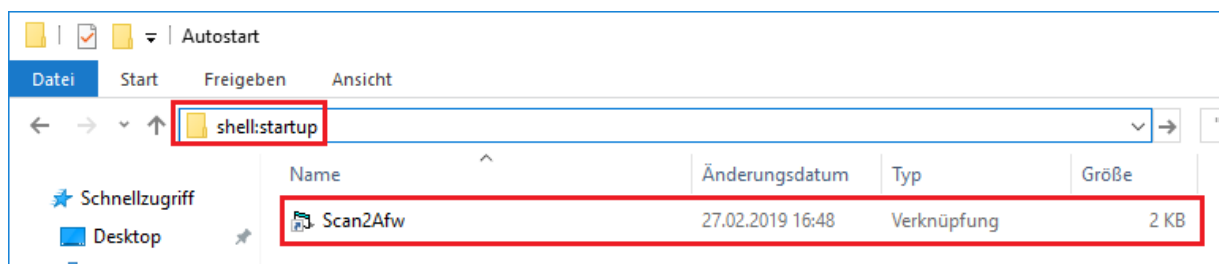 Autostart
Datei Start Freigeben Ansicht
shell:startup
Name Änderungsdatum Typ Größe
Schnellzugriff
Scan2Afw 27.02.2019 16:48 Verknüpfung 2 KB
Desktop